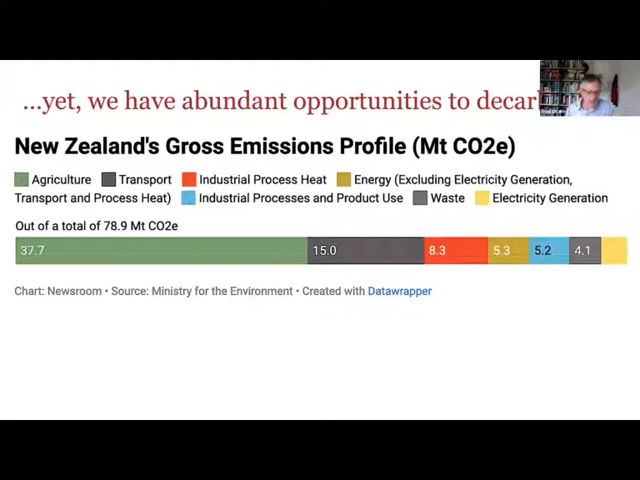 ...yet, we have abundant opportunities to
New Zealand's Gross Emissions Profile (Mt CO2e)
Agriculture Transport Industrial Process Heat Energy (Excluding Electricity Generation,
Transport and Process Heat) Industrial Processes and Product Use Waste Electricity Generation
Out of a total of 78.9 Mt CO2e
37.7 15.0 8.3 5.3 5.2 4.1
Chart: Newsroom • Source: Ministry for the Environment • Created with Datawrapper